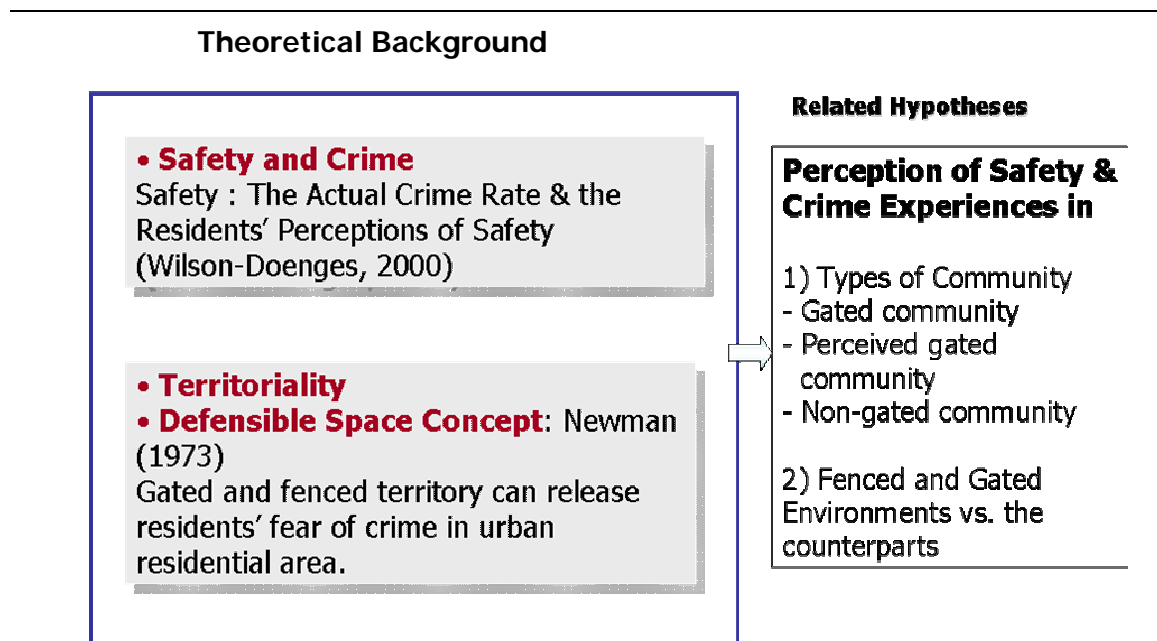 Theoretical Background
• Safety and Crime
Safety : The Actual Crime Rate & the
Residents' Perceptions of Safety
(Wilson-Doenges, 2000)
• Territoriality
• Defensible Space Concept: Newman
(1973)
Gated and fenced territory can release
residents' fear of crime in urban
residential area.
Related Hypotheses
Perception of Safety &
Crime Experiences in
1) Types of Community
- Gated community
- Perceived gated
community
- Non-gated community
2) Fenced and Gated
Environments vs. the
counterparts